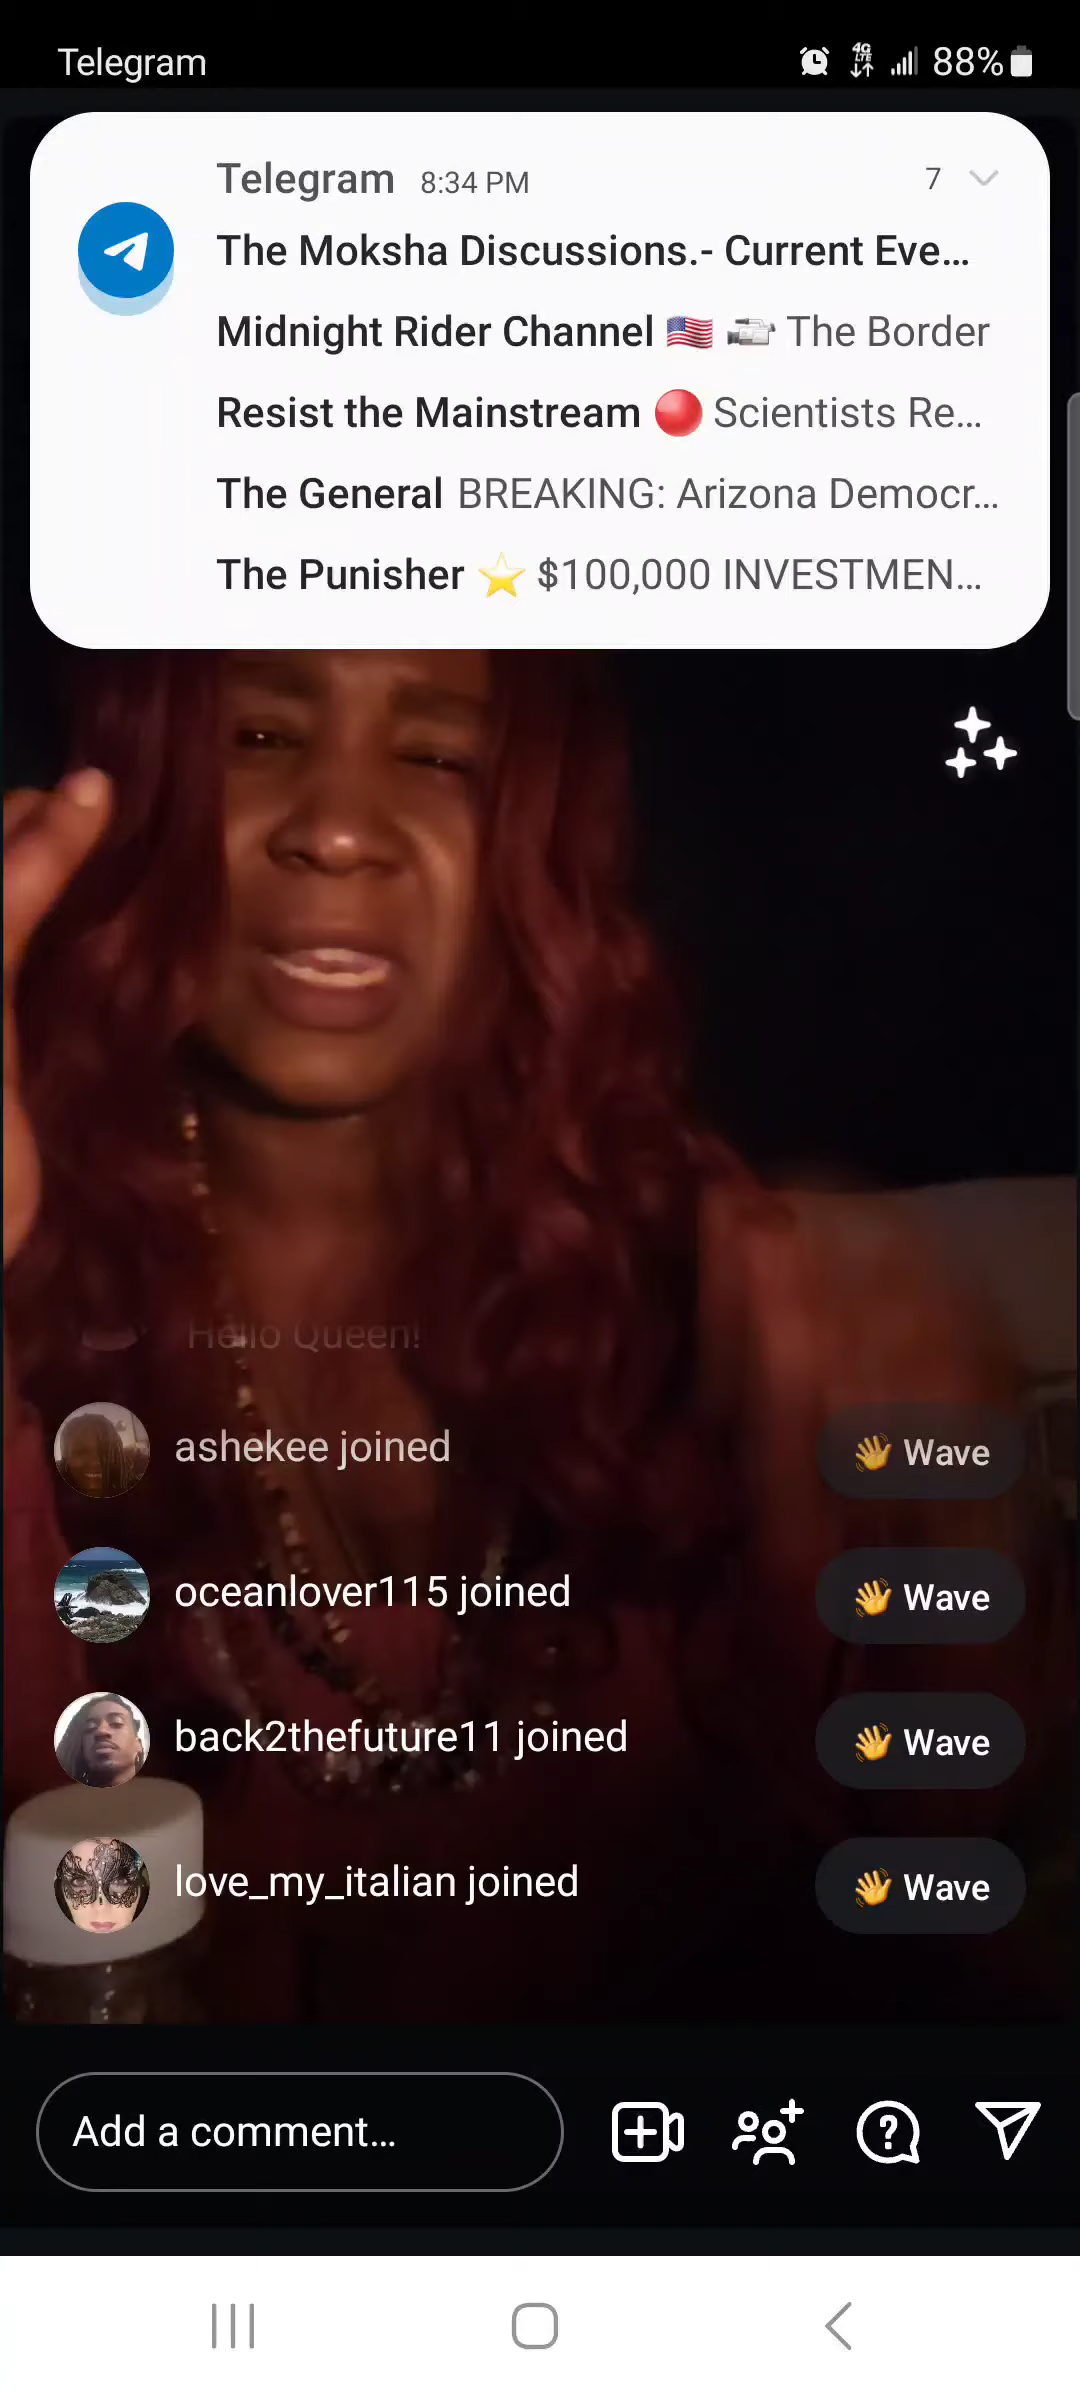 Telegram
4G LTE 88%
Telegram 8:34 PM 7
The Moksha Discussions.- Current Eve...
Midnight Rider Channel 🇺🇸 🎥 The Border
Resist the Mainstream 🔴 Scientists Re...
The General BREAKING: Arizona Democr...
The Punisher ⭐ $100,000 INVESTMEN...
Hello Queen!
ashekee joined 👋 Wave
oceanlover115 joined 👋 Wave
back2thefuture11 joined 👋 Wave
love_my_italian joined 👋 Wave
Add a comment...